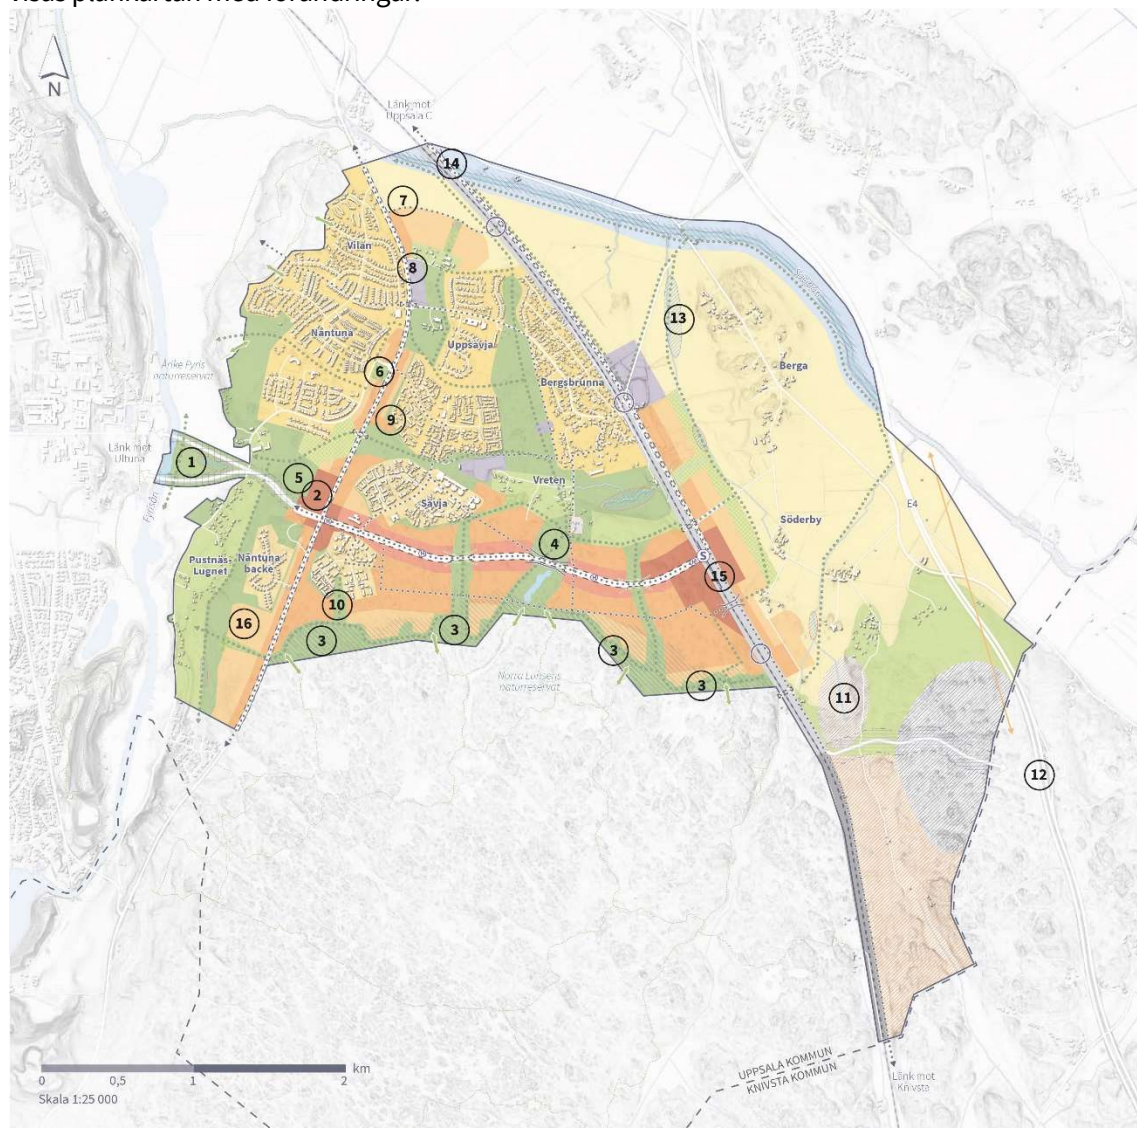 visas plankartan med förändringar.
N
Länk mot
Uppsala C
14
7
Vilan
8
13
Nåntuna
Uppsävja
Sävjaån
Årike Fyris
naturreservat
6
Bergsbrunna
Berga
9
Länk mot
Ultuna
1
5
2
Vreten
E4
Fyrisån
Sävja
Söderby
4
Pustnäs-
Lugnet
Nåntuna
backe
S
15
10
16
3
3
3
Norra Lunsens
naturreservat
3
11
12
0
0,5
1
2
km
Skala 1:25 000
UPPSALA KOMMUN
KNIVSTA KOMMUN
Länk mot
Knivsta